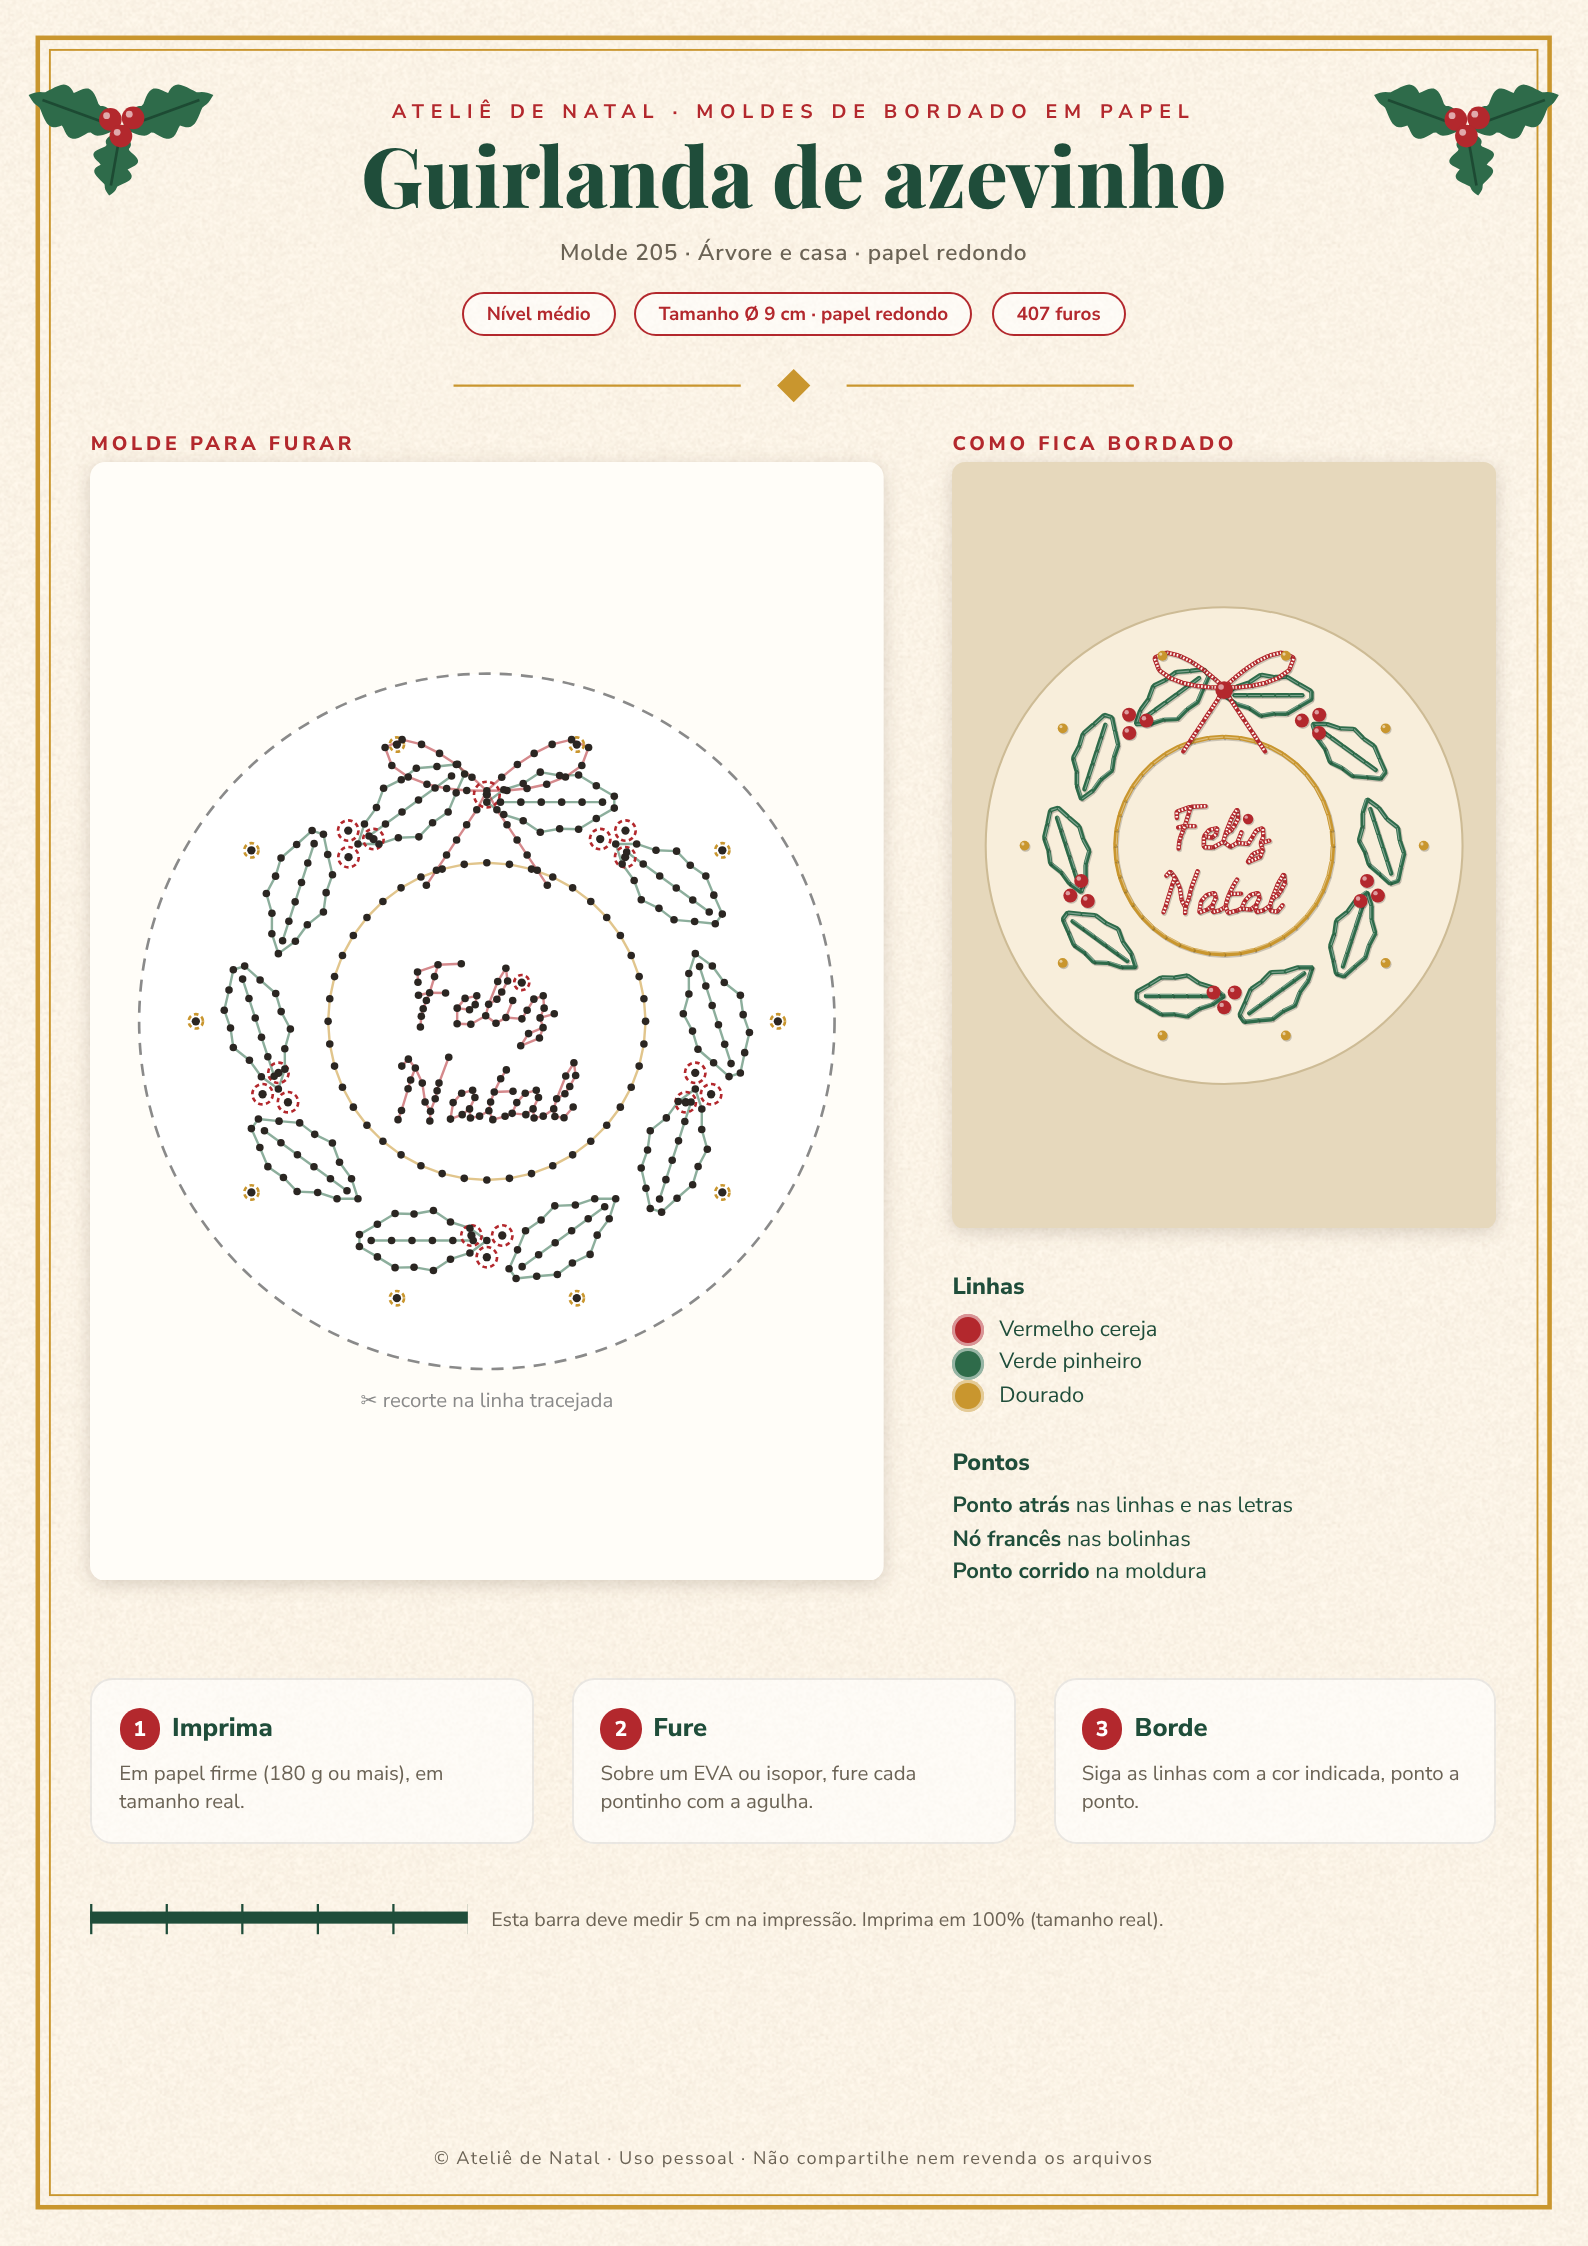 ATELIÊ DE NATAL · MOLDES DE BORDADO EM PAPEL
Guirlanda de azevinho
Molde 205 · Árvore e casa · papel redondo
Nível médio
Tamanho Ø 9 cm · papel redondo
407 furos
MOLDE PARA FURAR
Feliz
Natal
✂ recorte na linha tracejada
COMO FICA BORDADO
Feliz
Natal
Linhas
Vermelho cereja
Verde pinheiro
Dourado
Pontos
Ponto atrás nas linhas e nas letras
Nó francês nas bolinhas
Ponto corrido na moldura
1 Imprima
Em papel firme (180 g ou mais), em
tamanho real.
2 Fure
Sobre um EVA ou isopor, fure cada
pontinho com a agulha.
3 Borde
Siga as linhas com a cor indicada, ponto a
ponto.
Esta barra deve medir 5 cm na impressão. Imprima em 100% (tamanho real).
© Ateliê de Natal · Uso pessoal · Não compartilhe nem revenda os arquivos